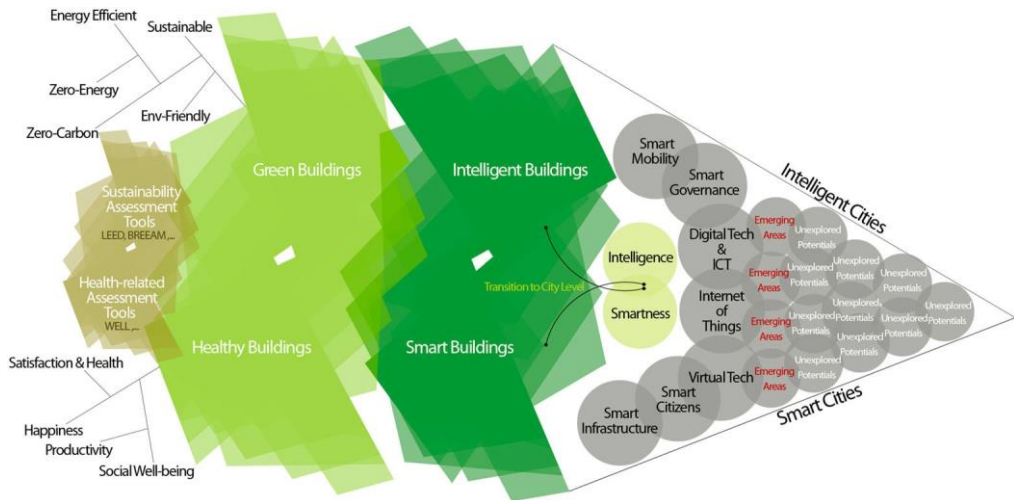 Energy Efficient
Sustainable
Zero-Energy
Env-Friendly
Zero-Carbon
Sustainability
Assessment
Tools
LEED, BREEAM ,...
Health-related
Assessment
Tools
WELL ,...
Satisfaction & Health
Happiness
Productivity
Social Well-being
Green Buildings
Healthy Buildings
Intelligent Buildings
Smart Buildings
Transition to City Level
Intelligence
Smartness
Smart
Mobility
Smart
Governance
Digital Tech
&
ICT
Internet
of
Things
Virtual Tech
Smart
Citizens
Smart
Infrastructure
Emerging
Areas
Emerging
Areas
Emerging
Areas
Emerging
Areas
Unexplored
Potentials
Unexplored
Potentials
Unexplored
Potentials
Unexplored
Potentials
Unexplored
Potentials
Unexplored
Potentials
Unexplored
Potentials
Unexplored
Potentials
Unexplored
Potentials
Unexplored
Potentials
Intelligent Cities
Smart Cities